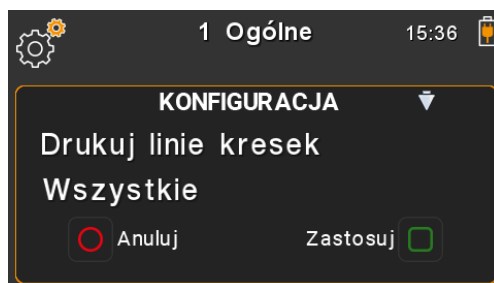 1 Ogólne 15:36
KONFIGURACJA
Drukuj linie kresek
Wszystkie
Anuluj Zastosuj